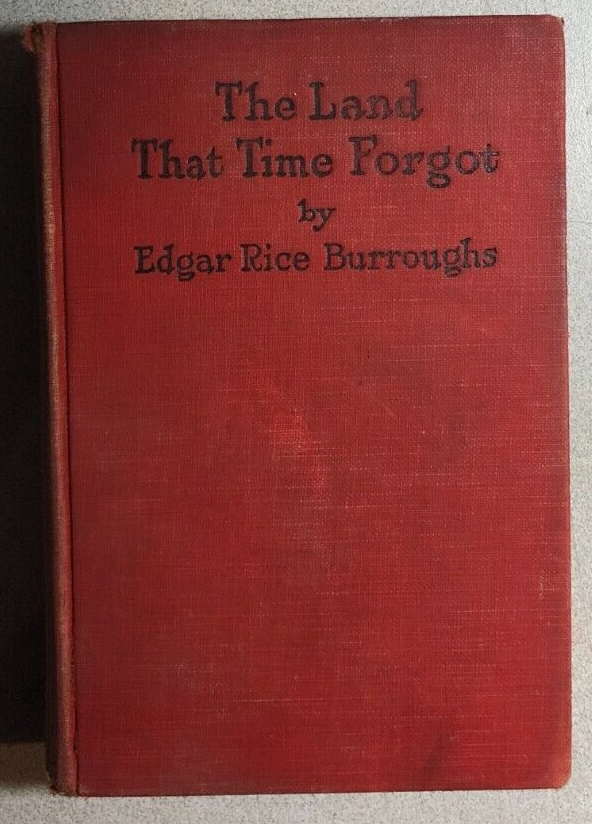 The Land
That Time Forgot
by
Edgar Rice Burroughs